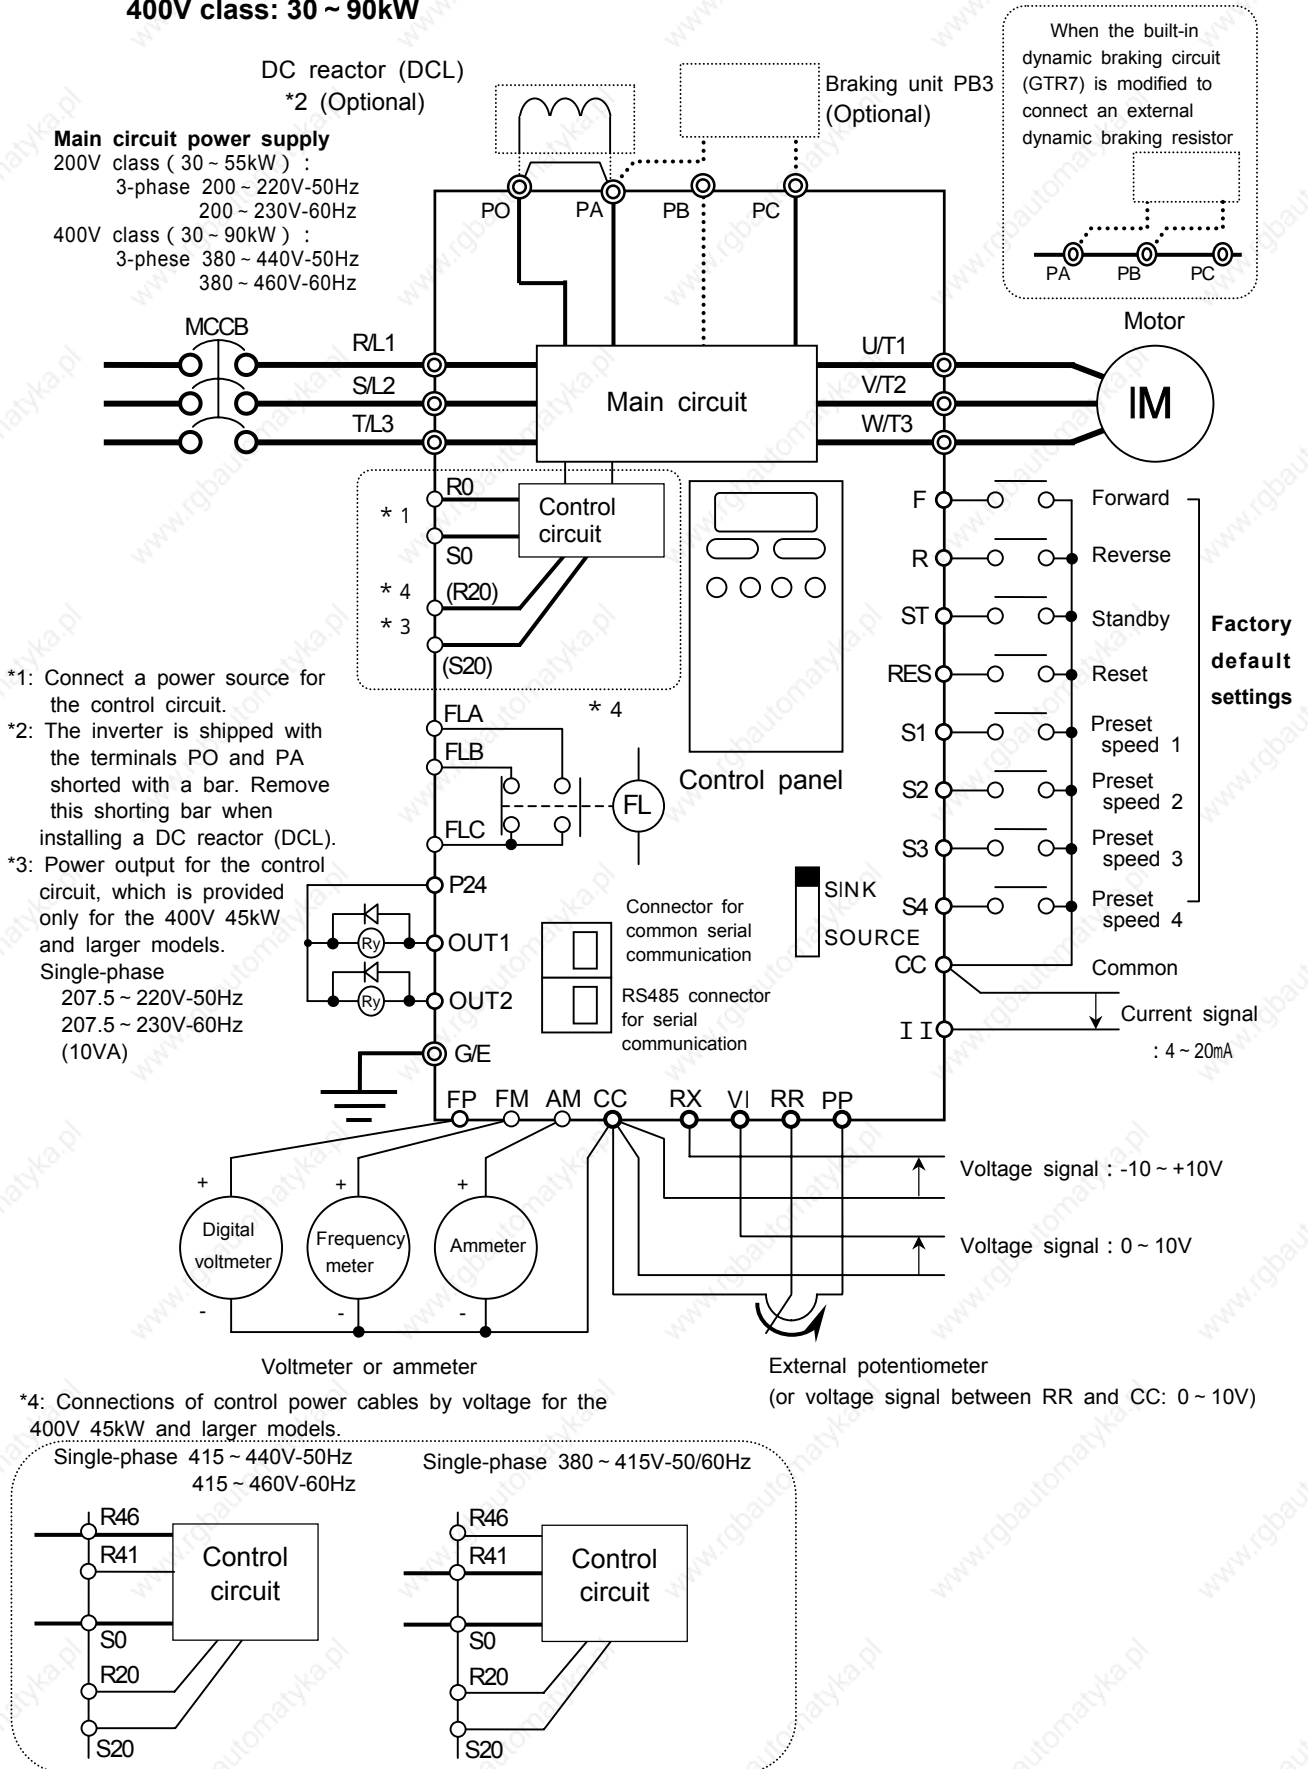 400V class: 30 ~ 90kW
DC reactor (DCL)
*2 (Optional)
Braking unit PB3
(Optional)
When the built-in
dynamic braking circuit
(GTR7) is modified to
connect an external
dynamic braking resistor
PA PB PC
Main circuit power supply
200V class ( 30 ~ 55kW ) :
3-phase 200 ~ 220V-50Hz
200 ~ 230V-60Hz
400V class ( 30 ~ 90kW ) :
3-phase 380 ~ 440V-50Hz
380 ~ 460V-60Hz
PO PA PB PC
MCCB
R/L1
S/L2
T/L3
Main circuit
U/T1
V/T2
W/T3
Motor
IM
R0
* 1
S0
Control
circuit
* 4
(R20)
* 3
(S20)
F
Forward
R
Reverse
ST
Standby
RES
Reset
S1
Preset
speed 1
S2
Preset
speed 2
S3
Preset
speed 3
S4
Preset
speed 4
Factory
default
settings
CC
Common
II
Current signal
: 4 ~ 20mA
*1: Connect a power source for
the control circuit.
*2: The inverter is shipped with
the terminals PO and PA
shorted with a bar. Remove
this shorting bar when
installing a DC reactor (DCL).
*3: Power output for the control
circuit, which is provided
only for the 400V 45kW
and larger models.
Single-phase
207.5 ~ 220V-50Hz
207.5 ~ 230V-60Hz
(10VA)
FLA
* 4
FLB
FL
FLC
Control panel
P24
Ry
OUT1
Ry
OUT2
G/E
SINK
SOURCE
Connector for
common serial
communication
RS485 connector
for serial
communication
FP FM AM CC RX VI RR PP
+ + +
Digital
voltmeter
Frequency
meter
Ammeter
- - -
Voltage signal : -10 ~ +10V
Voltage signal : 0 ~ 10V
Voltmeter or ammeter
External potentiometer
(or voltage signal between RR and CC: 0 ~ 10V)
*4: Connections of control power cables by voltage for the
400V 45kW and larger models.
Single-phase 415 ~ 440V-50Hz
415 ~ 460V-60Hz
R46
R41
Control
circuit
S0
R20
S20
Single-phase 380 ~ 415V-50/60Hz
R46
R41
Control
circuit
S0
R20
S20
www.rgbautomatyka.pl